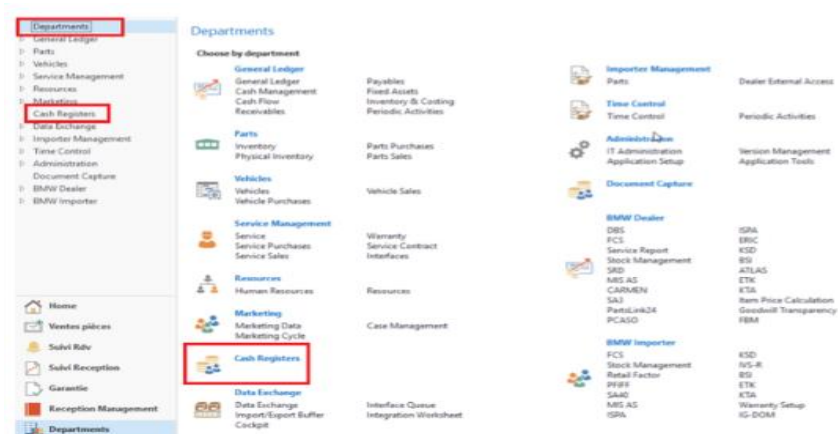 Departments
General Ledger
Parts
Vehicles
Service Management
Resources
Marketing
Cash Registers
Data Exchange
Importer Management
Time Control
Administration
Document Capture
BMW Dealer
BMW Importer
Home
Ventes pièces
Suivi Rdv
Suivi Reception
Garantie
Reception Management
Departments
Departments
Choose by department
General Ledger
General Ledger Payables
Cash Management Fixed Assets
Cash Flow Inventory & Costing
Receivables Periodic Activities
Parts
Inventory Parts Purchases
Physical Inventory Parts Sales
Vehicles
Vehicles Vehicle Sales
Vehicle Purchases
Service Management
Service Warranty
Service Purchases Service Contract
Service Sales Interfaces
Resources
Human Resources Resources
Marketing
Marketing Data Case Management
Marketing Cycle
Cash Registers
Data Exchange
Data Exchange Interface Queue
Import/Export Buffer Integration Worksheet
Cockpit
Importer Management
Parts Dealer External Access
Time Control
Time Control Periodic Activities
Administration
IT Administration Version Management
Application Setup Application Tools
Document Capture
BMW Dealer
DBS ISPA
FCS ERIC
Service Report KSD
Stock Management BSI
SRD ATLAS
MIS AS ETK
CARMEN KTA
SA3 Item Price Calculation
PartsLink24 Goodwill Transparency
PCASO FBM
BMW Importer
FCS KSD
Stock Management IVS-R
Retail Factor BSI
PFIFF ETK
SA40 KTA
MIS AS Warranty Setup
ISPA IG-DOM